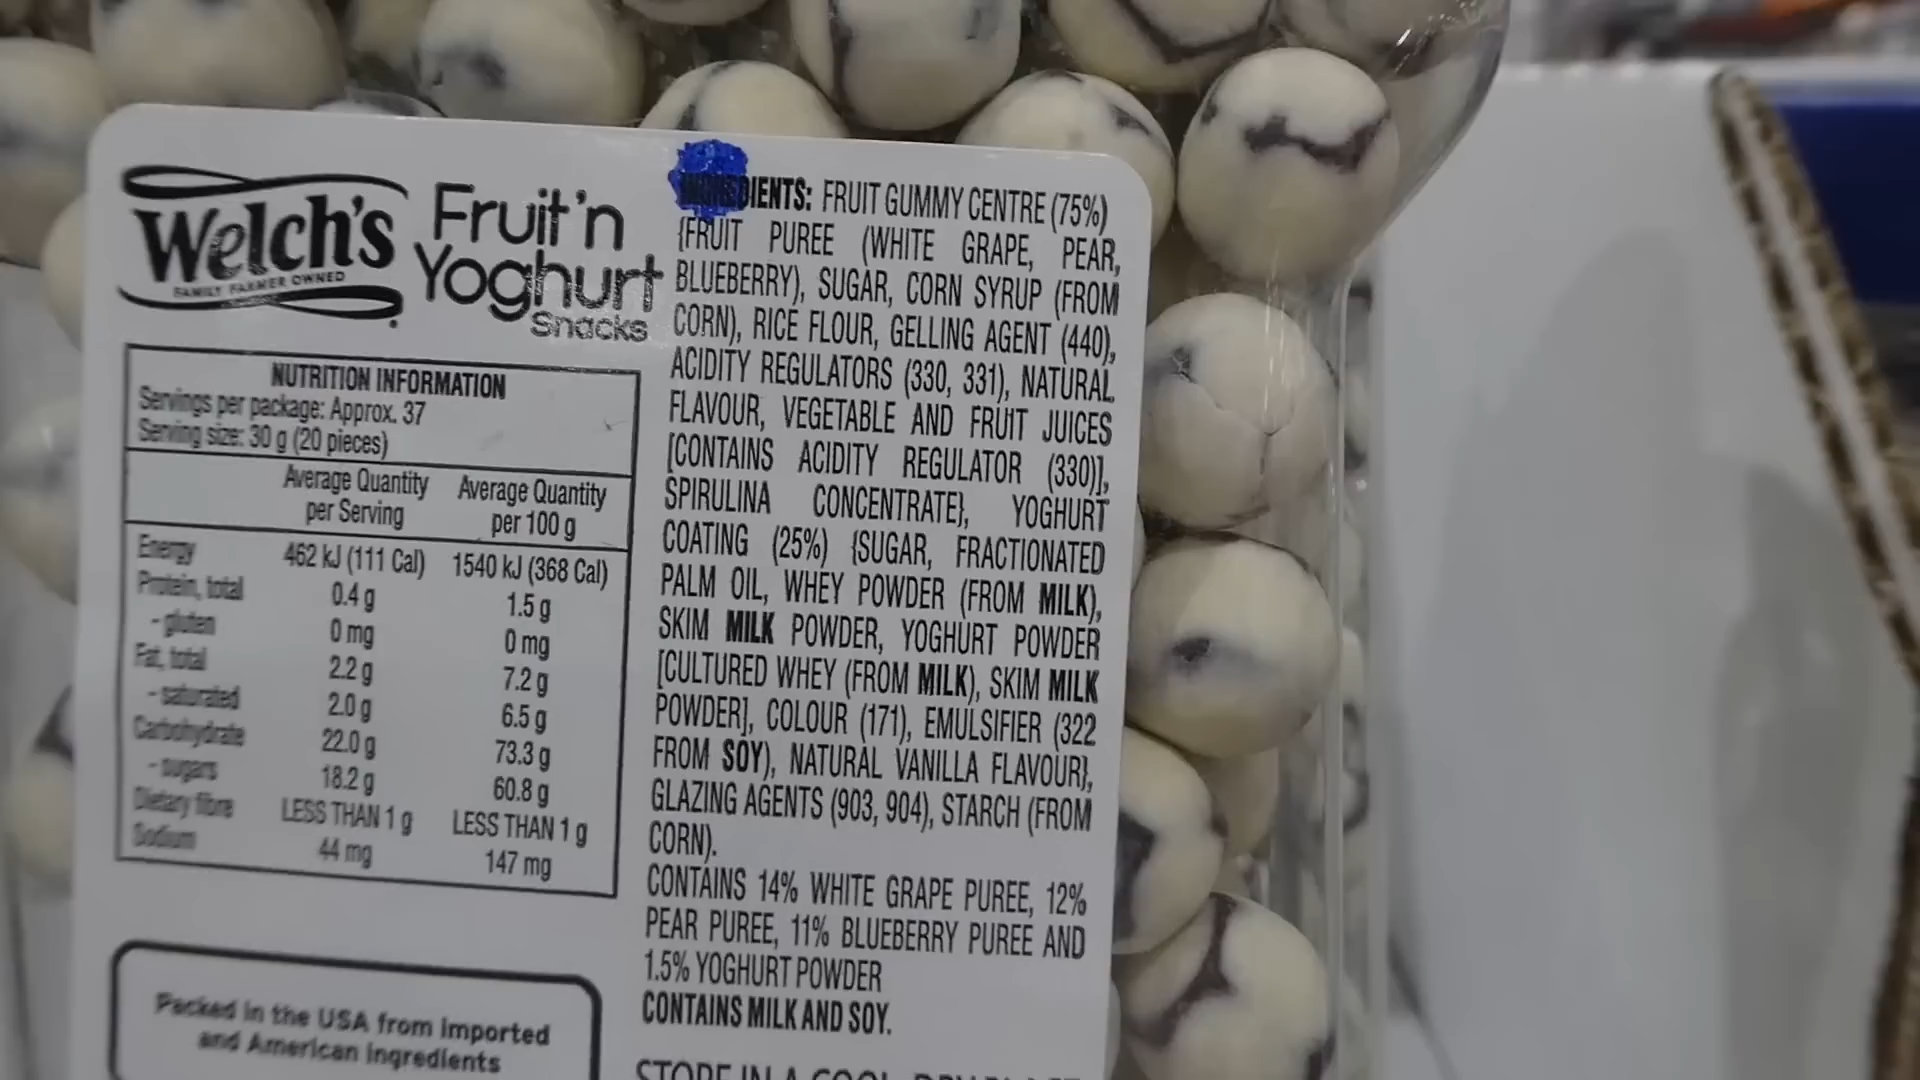 Welch's
FAMILY FARMER OWNED
Fruit'n
Yoghurt
Snacks
NUTRITION INFORMATION
Servings per package: Approx. 37
Serving size: 30 g (20 pieces)
Average Quantity per Serving Average Quantity per 100 g
Energy 462 kJ (111 Cal) 1540 kJ (368 Cal)
Protein, total 0.4 g 1.5 g
- gluten 0 mg 0 mg
Fat, total 2.2 g 7.2 g
- saturated 2.0 g 6.5 g
Carbohydrate 22.0 g 73.3 g
- sugars 18.2 g 60.8 g
Dietary fibre LESS THAN 1 g LESS THAN 1 g
Sodium 44 mg 147 mg
Packed in the USA from imported
and American ingredients
INGREDIENTS: FRUIT GUMMY CENTRE (75%)
{FRUIT PUREE (WHITE GRAPE, PEAR,
BLUEBERRY), SUGAR, CORN SYRUP (FROM
CORN), RICE FLOUR, GELLING AGENT (440),
ACIDITY REGULATORS (330, 331), NATURAL
FLAVOUR, VEGETABLE AND FRUIT JUICES
[CONTAINS ACIDITY REGULATOR (330)],
SPIRULINA CONCENTRATE}, YOGHURT
COATING (25%) {SUGAR, FRACTIONATED
PALM OIL, WHEY POWDER (FROM MILK),
SKIM MILK POWDER, YOGHURT POWDER
[CULTURED WHEY (FROM MILK), SKIM MILK
POWDER], COLOUR (171), EMULSIFIER (322
FROM SOY), NATURAL VANILLA FLAVOUR},
GLAZING AGENTS (903, 904), STARCH (FROM
CORN).
CONTAINS 14% WHITE GRAPE PUREE, 12%
PEAR PUREE, 11% BLUEBERRY PUREE AND
1.5% YOGHURT POWDER
CONTAINS MILK AND SOY.
STORE IN A COOL